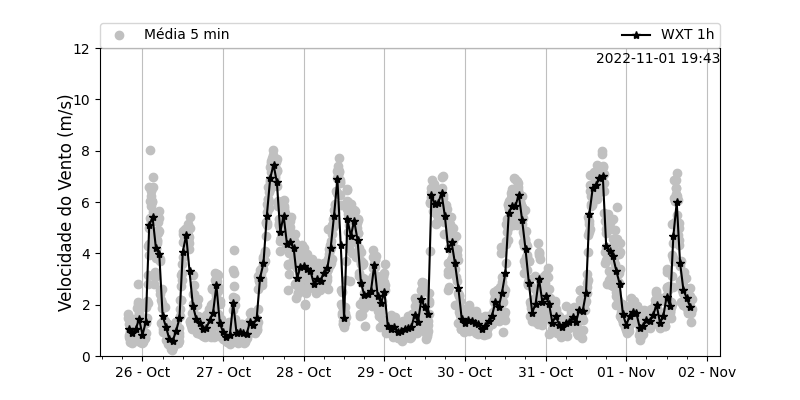 Média 5 min
WXT 1h
2022-11-01 19:43
Velocidade do Vento (m/s)
12
10
8
6
4
2
0
26 - Oct
27 - Oct
28 - Oct
29 - Oct
30 - Oct
31 - Oct
01 - Nov
02 - Nov